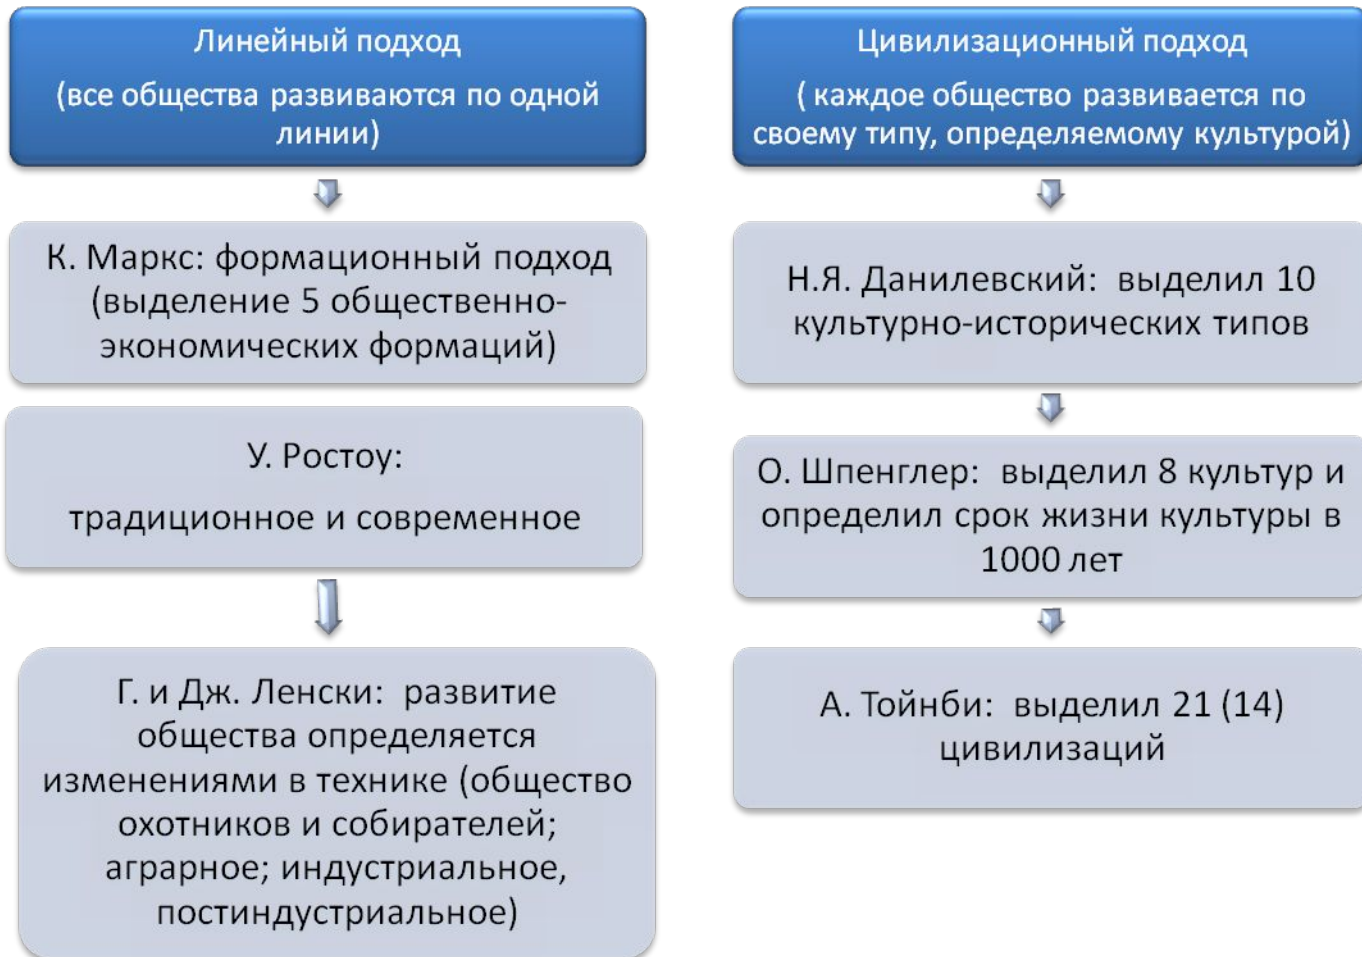 Линейный подход
(все общества развиваются по одной
линии)
К. Маркс: формационный подход
(выделение 5 общественно-
экономических формаций)
У. Ростоу:
традиционное и современное
Г. и Дж. Ленски: развитие
общества определяется
изменениями в технике (общество
охотников и собирателей;
аграрное; индустриальное,
постиндустриальное)
Цивилизационный подход
( каждое общество развивается по
своему типу, определяемому культурой)
Н.Я. Данилевский: выделил 10
культурно-исторических типов
О. Шпенглер: выделил 8 культур и
определил срок жизни культуры в
1000 лет
А. Тойнби: выделил 21 (14)
цивилизаций